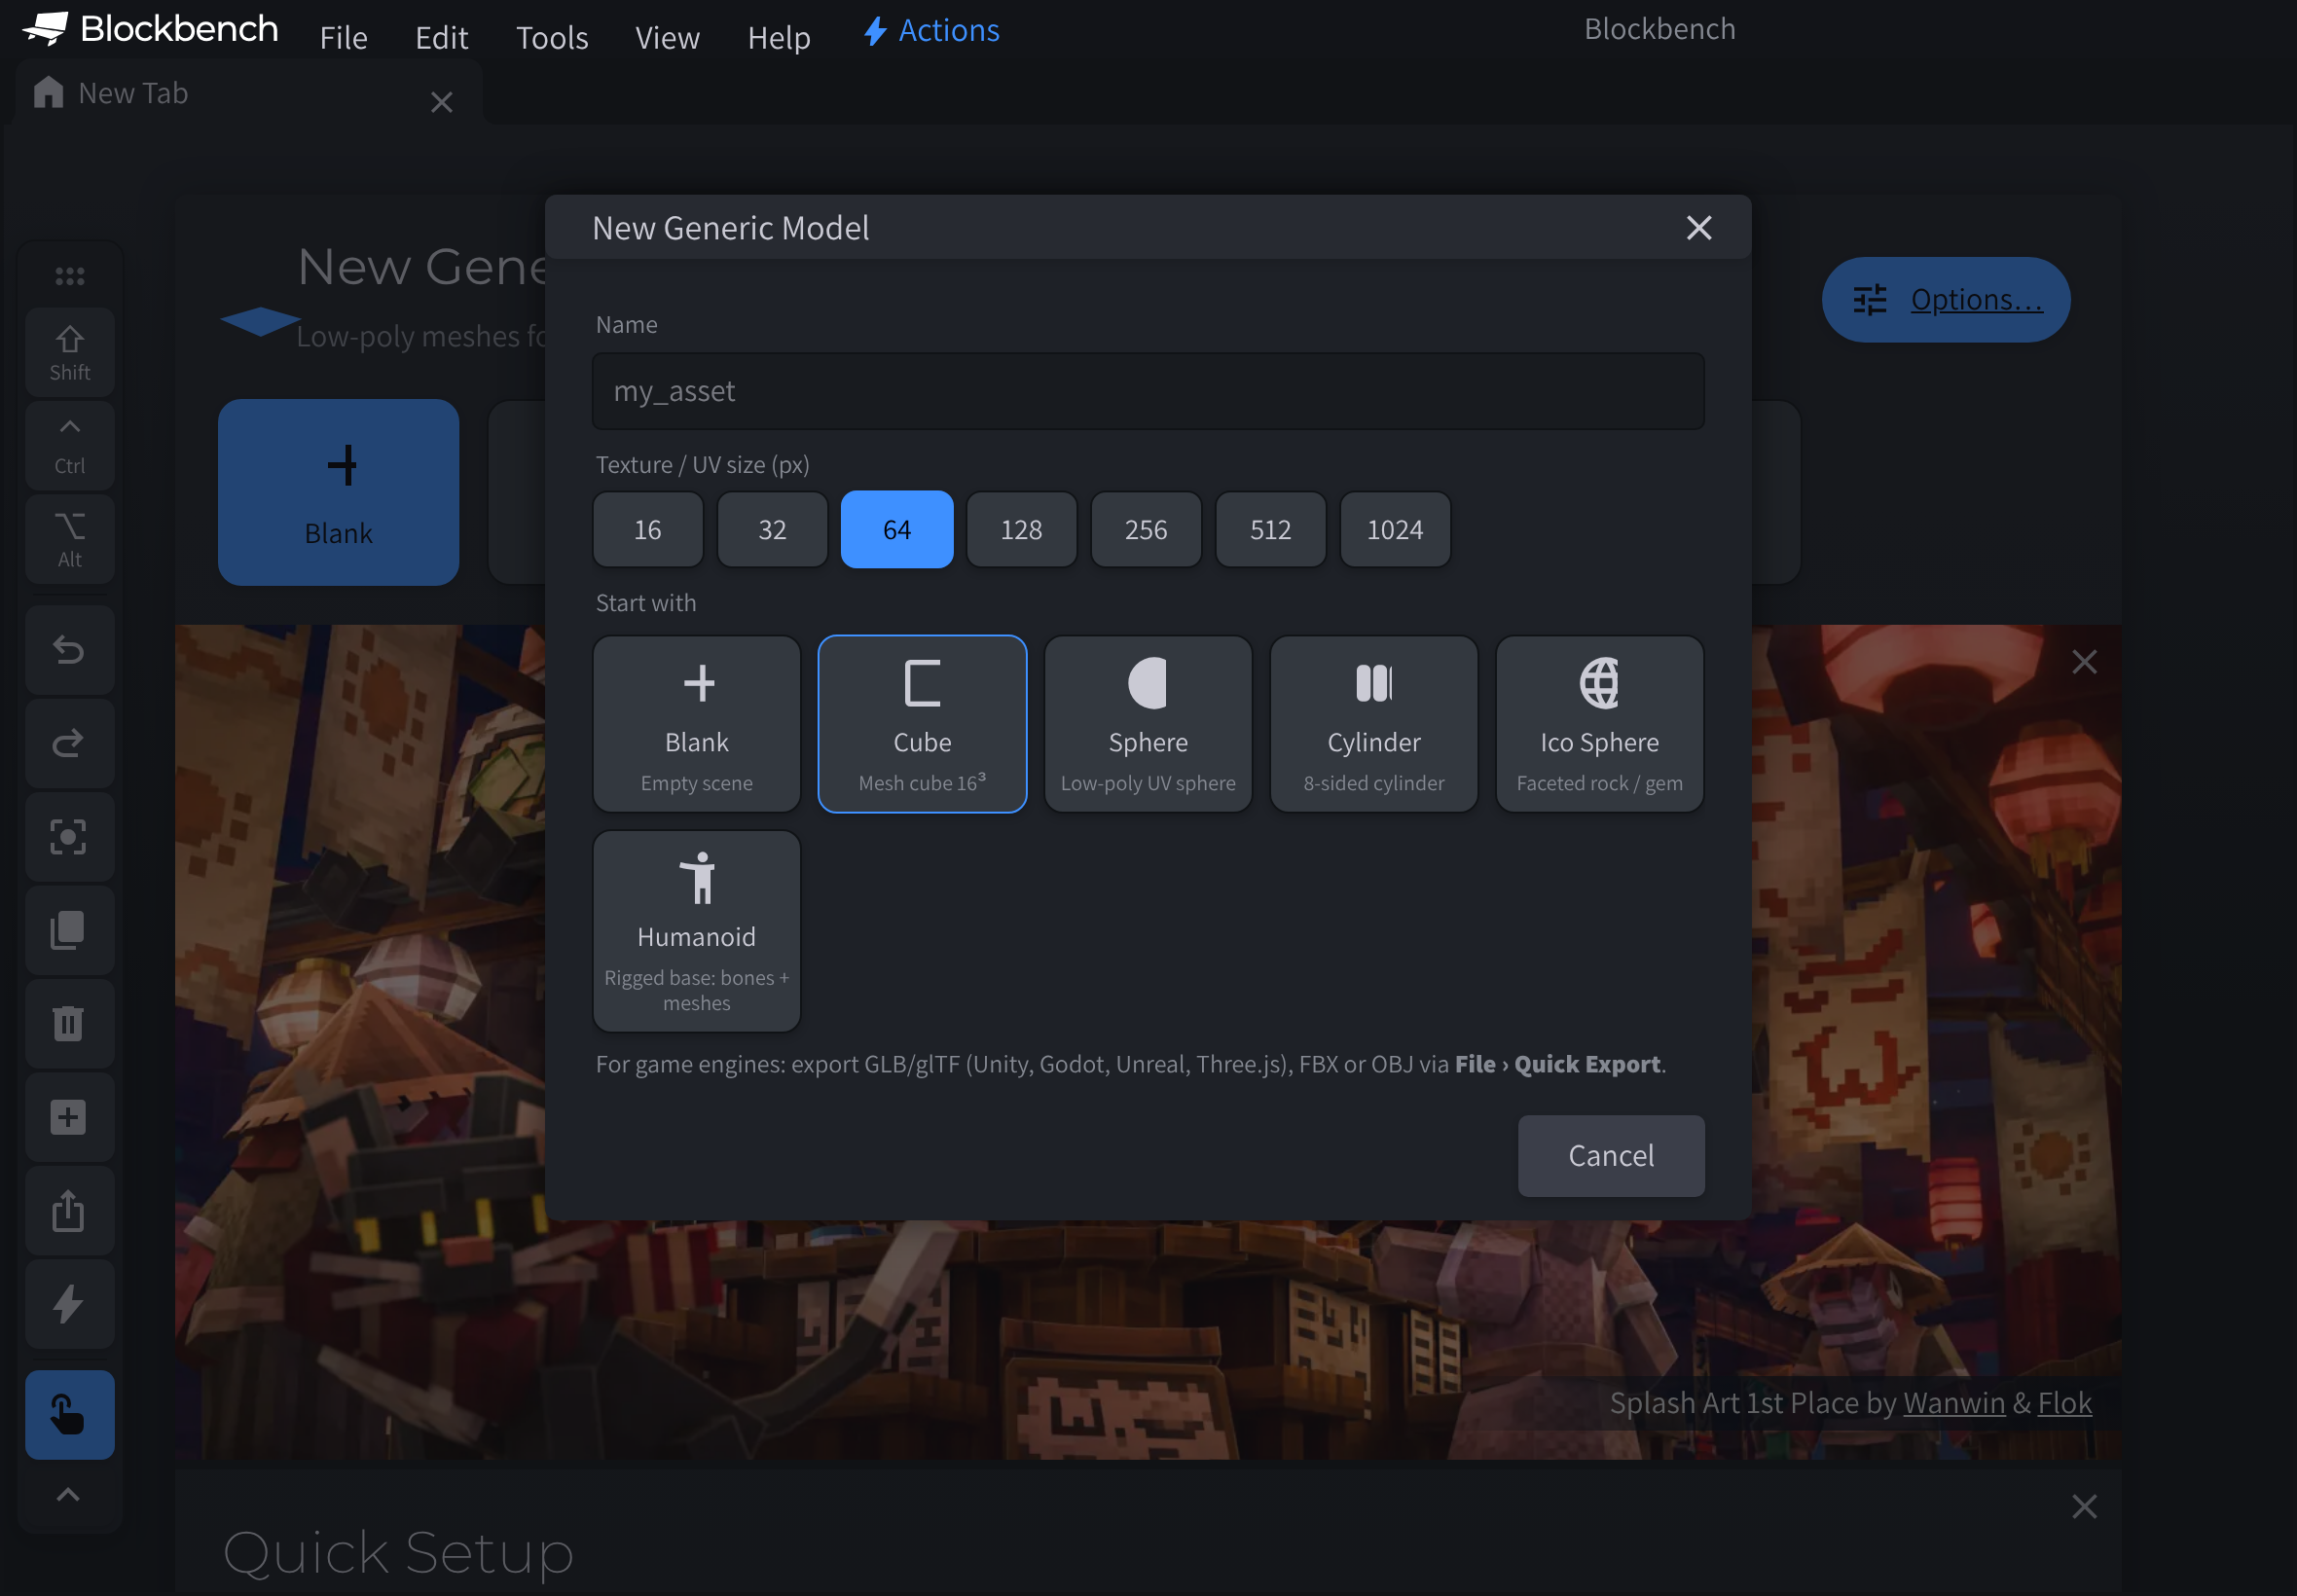 Blockbench
File
Edit
Tools
View
Help
Actions
Blockbench
New Tab
New Gene
Low-poly meshes fo
Options...
Blank
Shift
Ctrl
Alt
New Generic Model
Name
my_asset
Texture / UV size (px)
16
32
64
128
256
512
1024
Start with
Blank
Empty scene
Cube
Mesh cube 16³
Sphere
Low-poly UV sphere
Cylinder
8-sided cylinder
Ico Sphere
Faceted rock / gem
Humanoid
Rigged base: bones +
meshes
For game engines: export GLB/glTF (Unity, Godot, Unreal, Three.js), FBX or OBJ via File › Quick Export.
Cancel
Splash Art 1st Place by Wanwin & Flok
Quick Setup